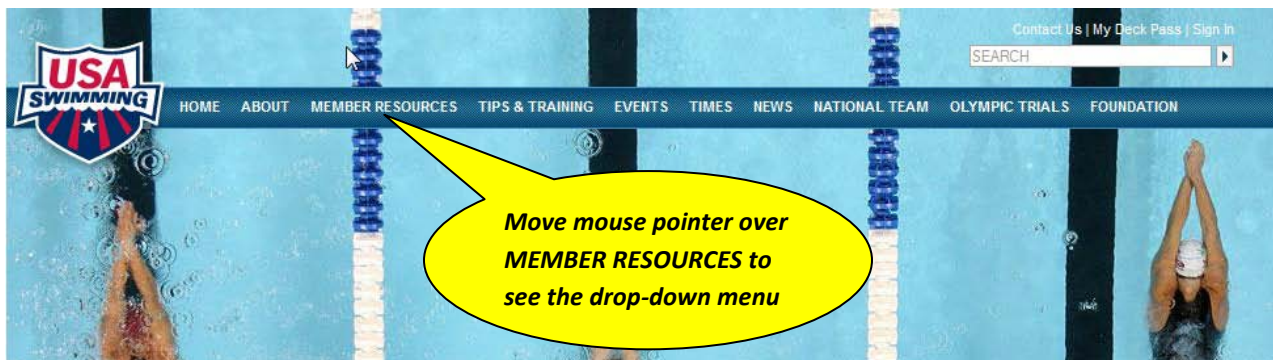 Contact Us | My Deck Pass | Sign In
SEARCH
USA
SWIMMING
HOME ABOUT MEMBER RESOURCES TIPS & TRAINING EVENTS TIMES NEWS NATIONAL TEAM OLYMPIC TRIALS FOUNDATION
Move mouse pointer over
MEMBER RESOURCES to
see the drop-down menu